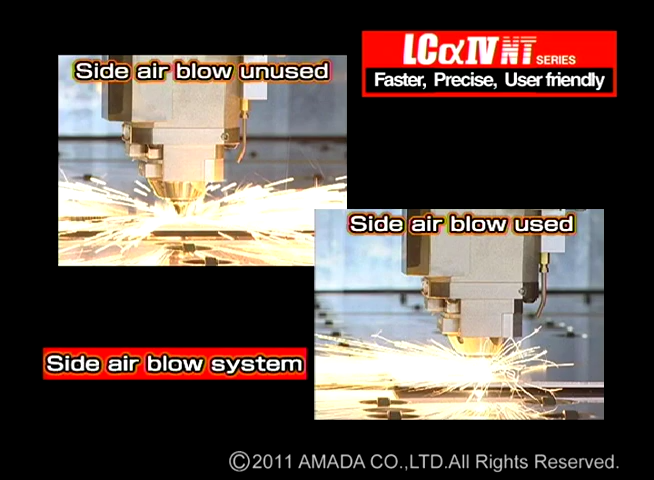 Side air blow unused
LCαIV NT SERIES
Faster, Precise, User friendly
Side air blow used
Side air blow system
©2011 AMADA CO.,LTD.All Rights Reserved.